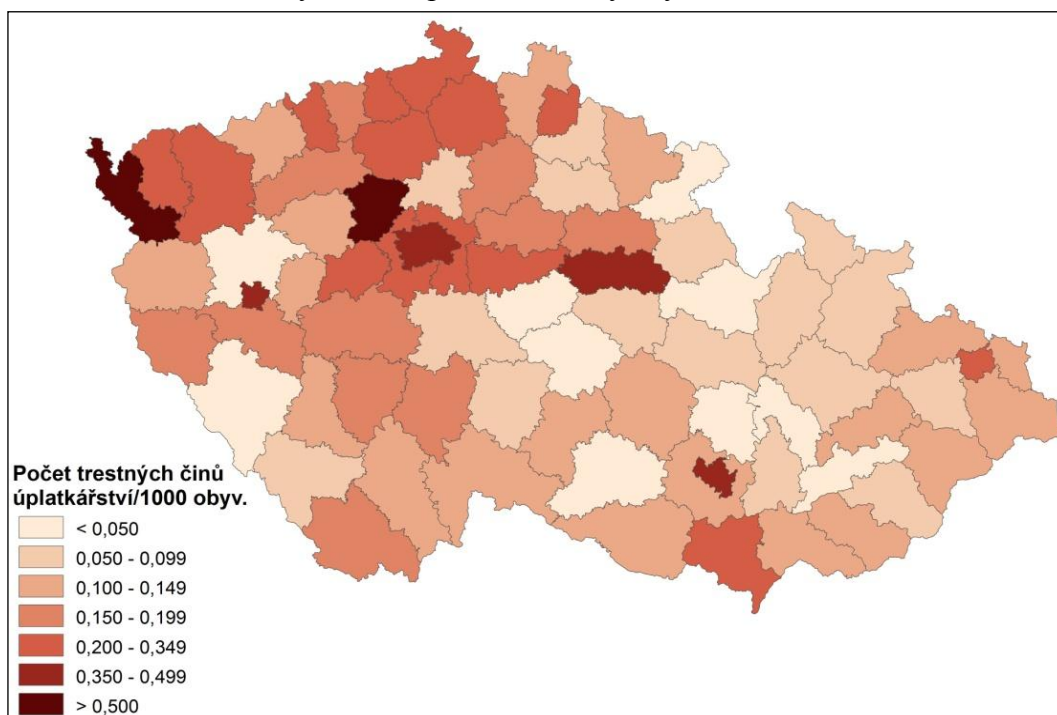 Počet trestných činů
úplatkářství/1000 obyv.
< 0,050
0,050 - 0,099
0,100 - 0,149
0,150 - 0,199
0,200 - 0,349
0,350 - 0,499
> 0,500